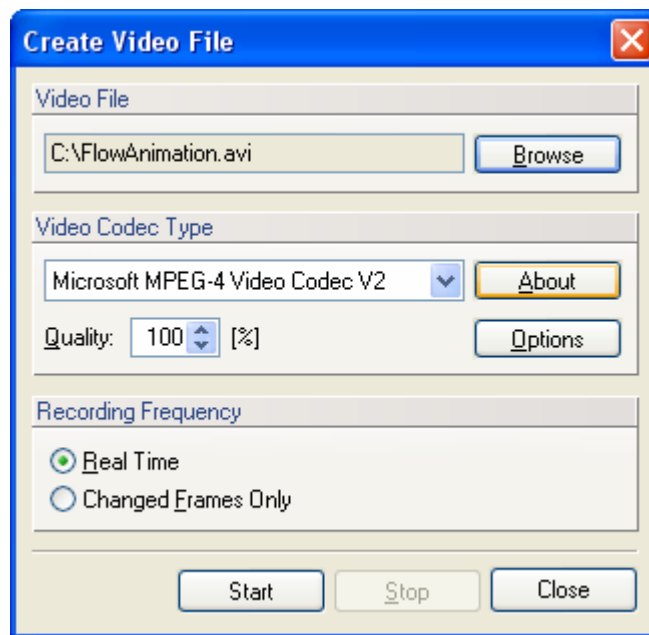 Create Video File
Video File
C:\FlowAnimation.avi
Browse
Video Codec Type
Microsoft MPEG-4 Video Codec V2
About
Quality: 100 [%]
Options
Recording Frequency
Real Time
Changed Frames Only
Start Stop Close